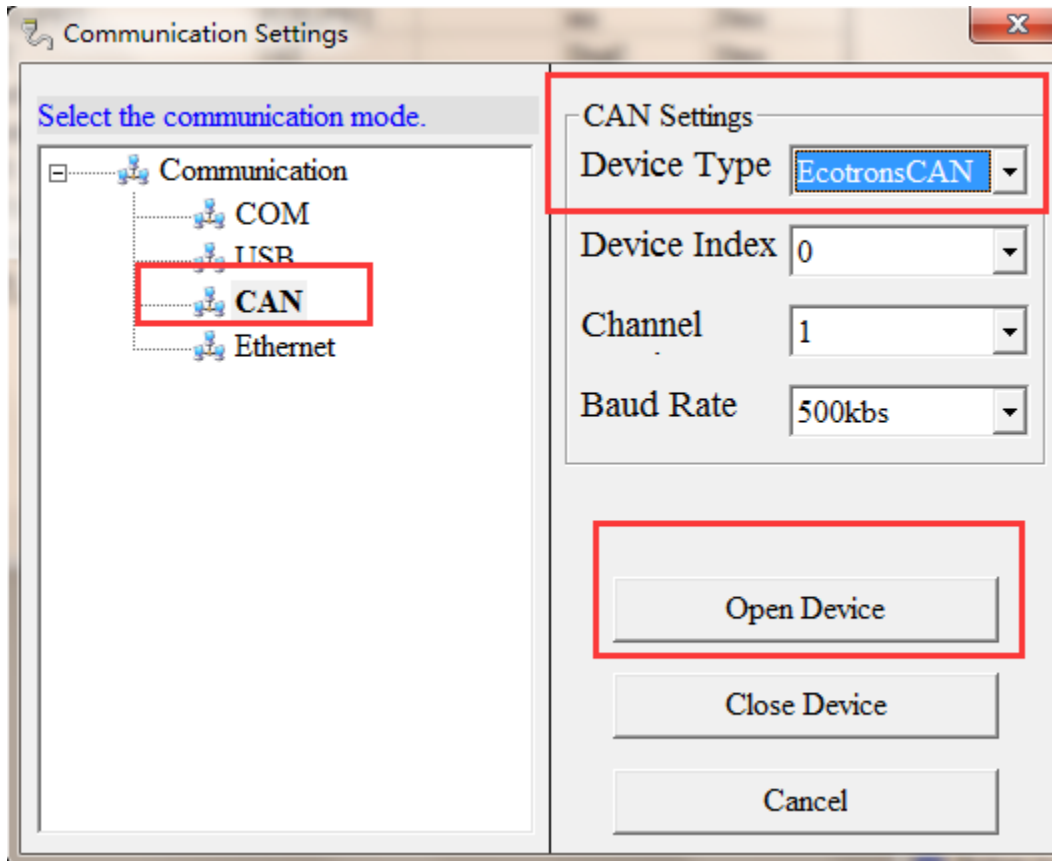 Communication Settings
Select the communication mode.
Communication
COM
USB
CAN
Ethernet
CAN Settings
Device Type EcotronsCAN
Device Index 0
Channel 1
Baud Rate 500kbs
Open Device
Close Device
Cancel